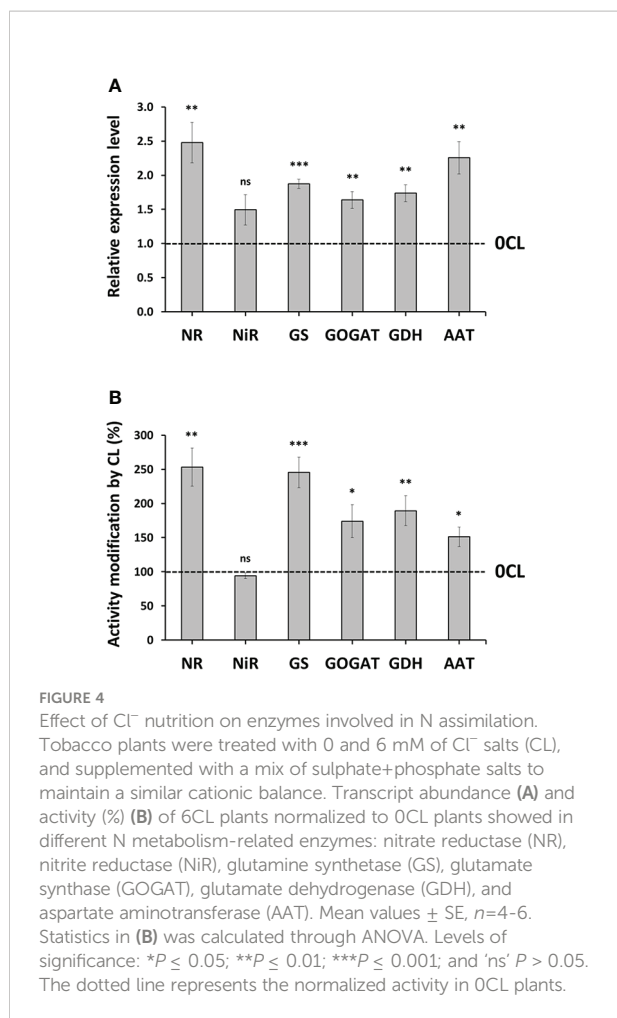 A
Relative expression level
3.0
2.5
2.0
1.5
1.0
0.5
0.0
** ns *** ** ** **
0CL
NR NiR GS GOGAT GDH AAT
B
Activity modification by CL (%)
300
250
200
150
100
50
0
** ns *** * ** *
0CL
NR NiR GS GOGAT GDH AAT
FIGURE 4
Effect of Cl⁻ nutrition on enzymes involved in N assimilation.
Tobacco plants were treated with 0 and 6 mM of Cl⁻ salts (CL),
and supplemented with a mix of sulphate+phosphate salts to
maintain a similar cationic balance. Transcript abundance (A) and
activity (%) (B) of 6CL plants normalized to 0CL plants showed in
different N metabolism-related enzymes: nitrate reductase (NR),
nitrite reductase (NiR), glutamine synthetase (GS), glutamate
synthase (GOGAT), glutamate dehydrogenase (GDH), and
aspartate aminotransferase (AAT). Mean values ± SE, n=4-6.
Statistics in (B) was calculated through ANOVA. Levels of
significance: *P ≤ 0.05; **P ≤ 0.01; ***P ≤ 0.001; and 'ns' P > 0.05.
The dotted line represents the normalized activity in 0CL plants.